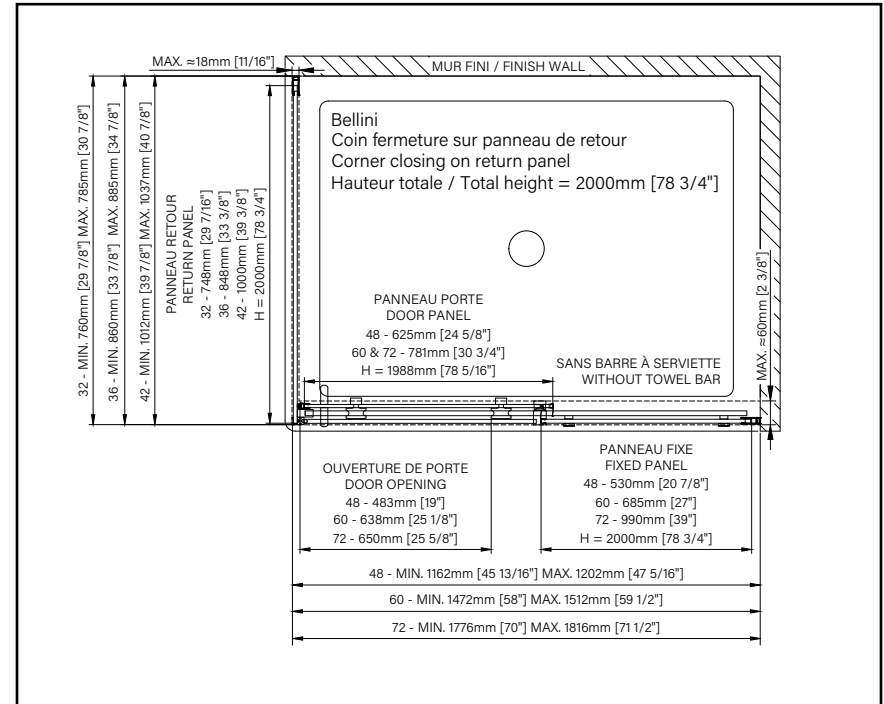 MAX. ≈18mm [11/16"]
MUR FINI / FINISH WALL
Bellini
Coin fermeture sur panneau de retour
Corner closing on return panel
Hauteur totale / Total height = 2000mm [78 3/4"]
32 - MIN. 760mm [29 7/8"] MAX. 785mm [30 7/8"]
36 - MIN. 860mm [33 7/8"] MAX. 885mm [34 7/8"]
42 - MIN. 1012mm [39 7/8"] MAX. 1037mm [40 7/8"]
PANNEAU RETOUR
RETURN PANEL
32 - 748mm [29 7/16"]
36 - 848mm [33 3/8"]
42 - 1000mm [39 3/8"]
H = 2000mm [78 3/4"]
PANNEAU PORTE
DOOR PANEL
48 - 625mm [24 5/8"]
60 & 72 - 781mm [30 3/4"]
H = 1988mm [78 5/16"]
SANS BARRE À SERVIETTE
WITHOUT TOWEL BAR
MAX. ≈60mm [2 3/8"]
OUVERTURE DE PORTE
DOOR OPENING
48 - 483mm [19"]
60 - 638mm [25 1/8"]
72 - 650mm [25 5/8"]
PANNEAU FIXE
FIXED PANEL
48 - 530mm [20 7/8"]
60 - 685mm [27"]
72 - 990mm [39"]
H = 2000mm [78 3/4"]
48 - MIN. 1162mm [45 13/16"] MAX. 1202mm [47 5/16"]
60 - MIN. 1472mm [58"] MAX. 1512mm [59 1/2"]
72 - MIN. 1776mm [70"] MAX. 1816mm [71 1/2"]